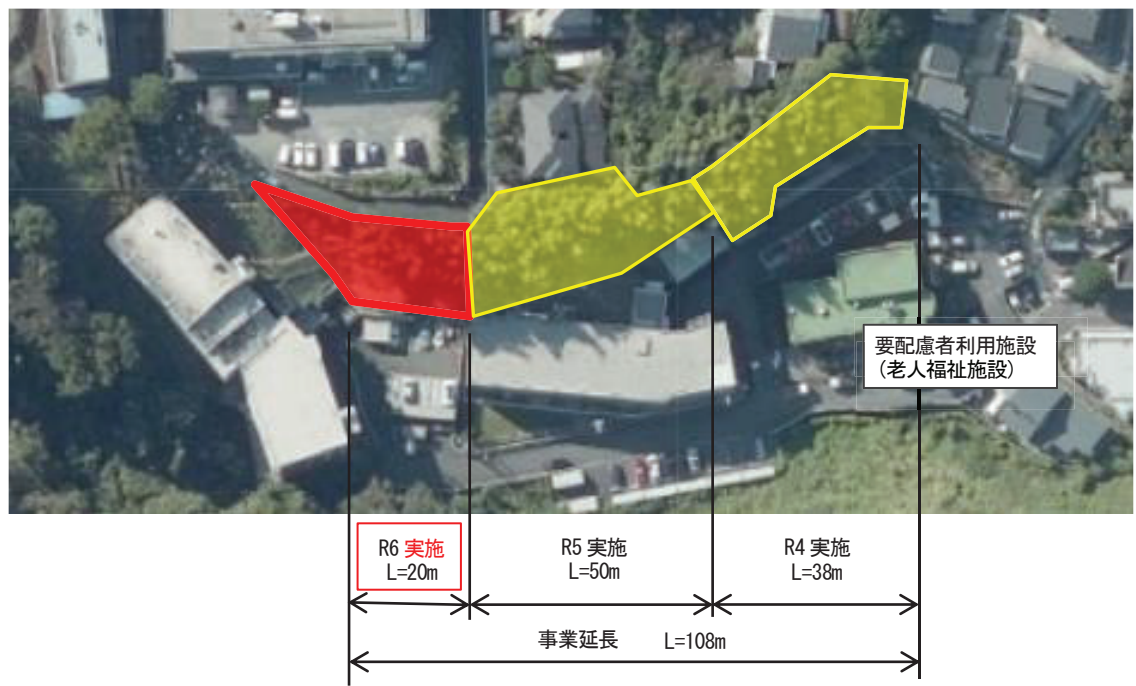 要配慮者利用施設
(老人福祉施設)
R6 実施
L=20m
R5 実施
L=50m
R4 実施
L=38m
事業延長 L=108m